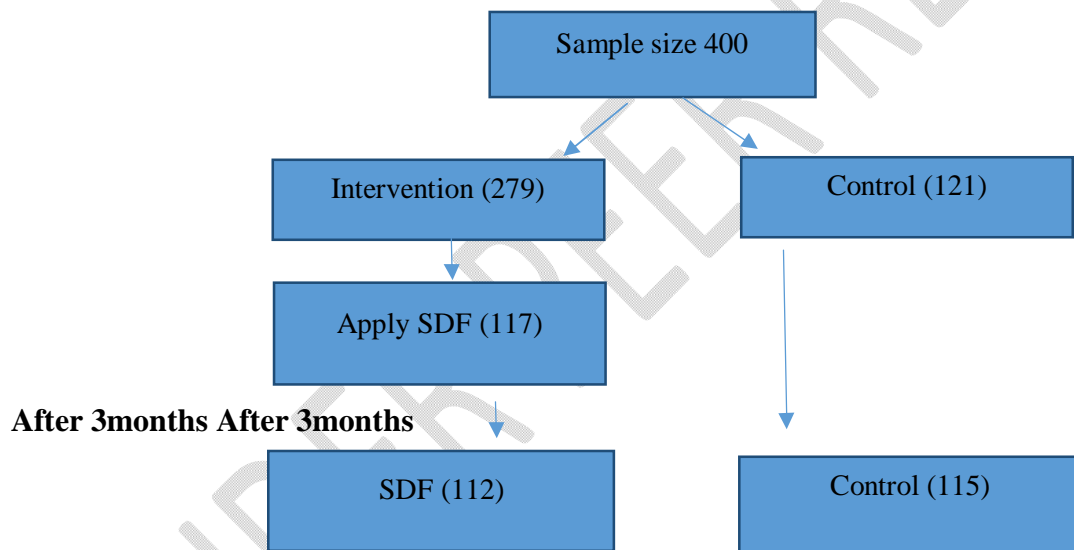 Sample size 400
Intervention (279)
Control (121)
Apply SDF (117)
After 3months After 3months
SDF (112)
Control (115)